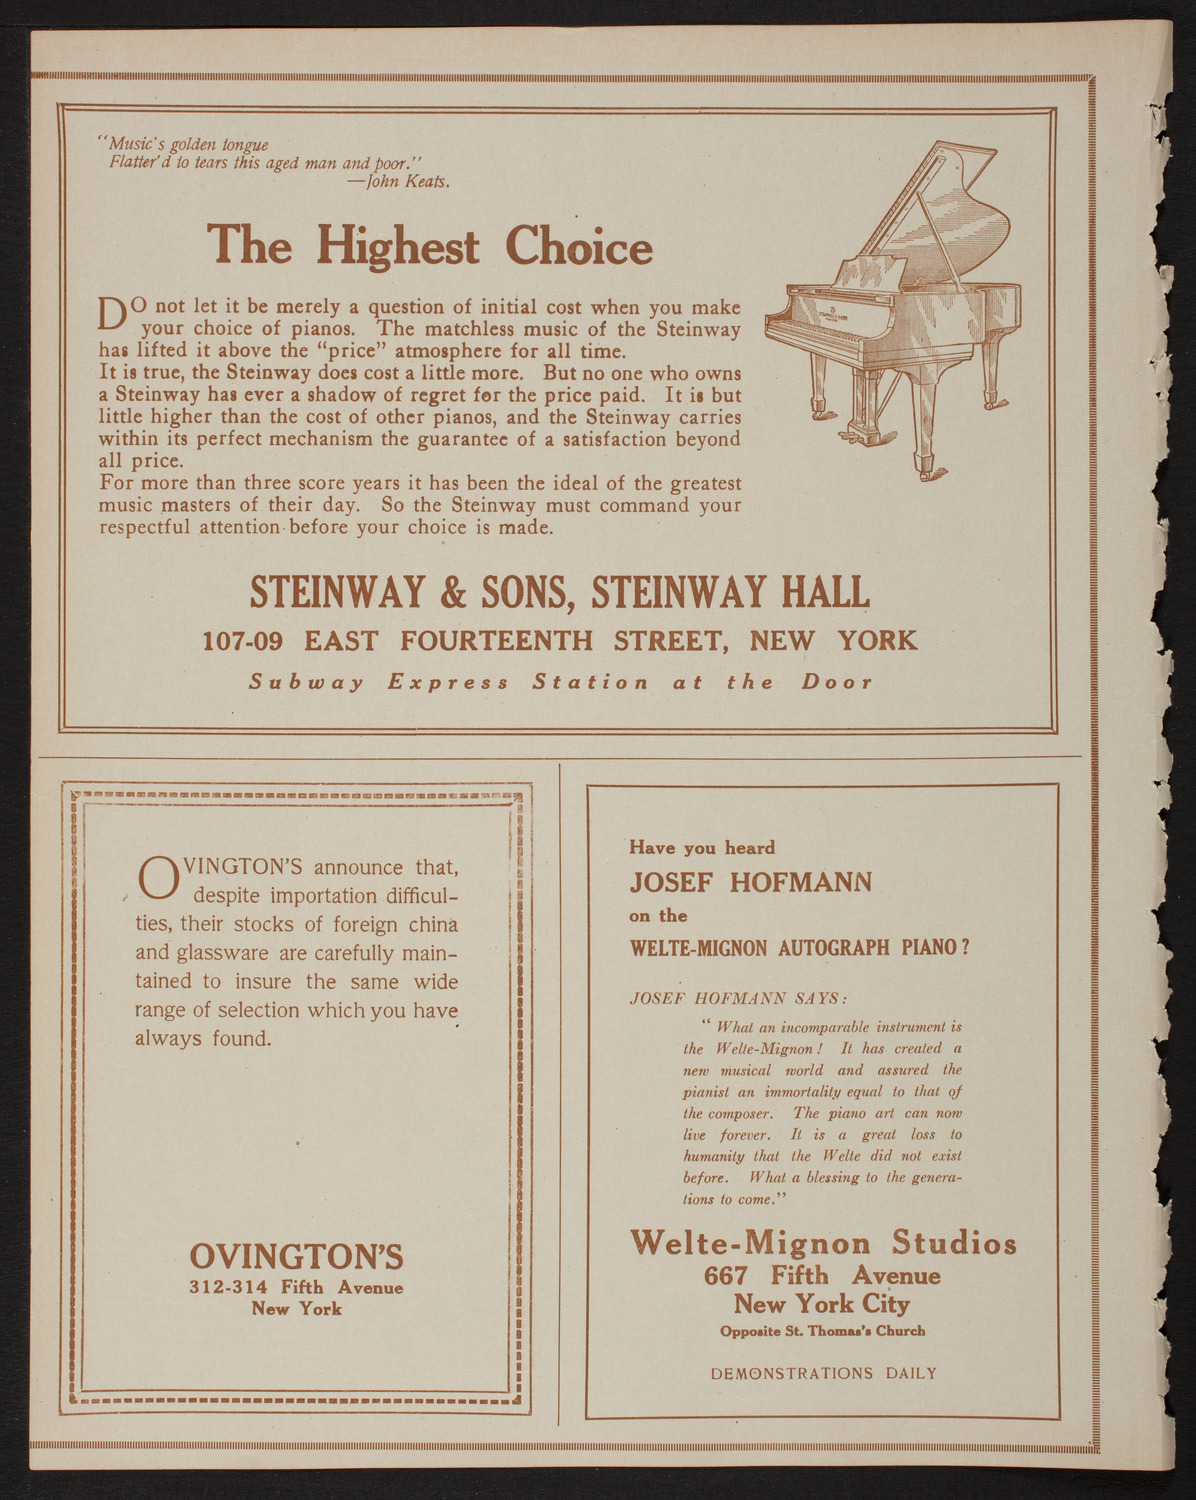 “Music's golden tongue
Flatter'd to tears this aged man and poor.”
—John Keats.
The Highest Choice
DO not let it be merely a question of initial cost when you make
your choice of pianos. The matchless music of the Steinway
has lifted it above the “price” atmosphere for all time.
It is true, the Steinway does cost a little more. But no one who owns
a Steinway has ever a shadow of regret for the price paid. It is but
little higher than the cost of other pianos, and the Steinway carries
within its perfect mechanism the guarantee of a satisfaction beyond
all price.
For more than three score years it has been the ideal of the greatest
music masters of their day. So the Steinway must command your
respectful attention before your choice is made.
STEINWAY & SONS, STEINWAY HALL
107-09 EAST FOURTEENTH STREET, NEW YORK
Subway Express Station at the Door
OVINGTON'S announce that,
despite importation difficul-
ties, their stocks of foreign china
and glassware are carefully main-
tained to insure the same wide
range of selection which you have
always found.
OVINGTON'S
312-314 Fifth Avenue
New York
Have you heard
JOSEF HOFMANN
on the
WELTE-MIGNON AUTOGRAPH PIANO?
JOSEF HOFMANN SAYS:
“ What an incomparable instrument is
the Welte-Mignon! It has created a
new musical world and assured the
pianist an immortality equal to that of
the composer. The piano art can now
live forever. It is a great loss to
humanity that the Welte did not exist
before. What a blessing to the genera-
tions to come.”
Welte-Mignon Studios
667 Fifth Avenue
New York City
Opposite St. Thomas's Church
DEMONSTRATIONS DAILY